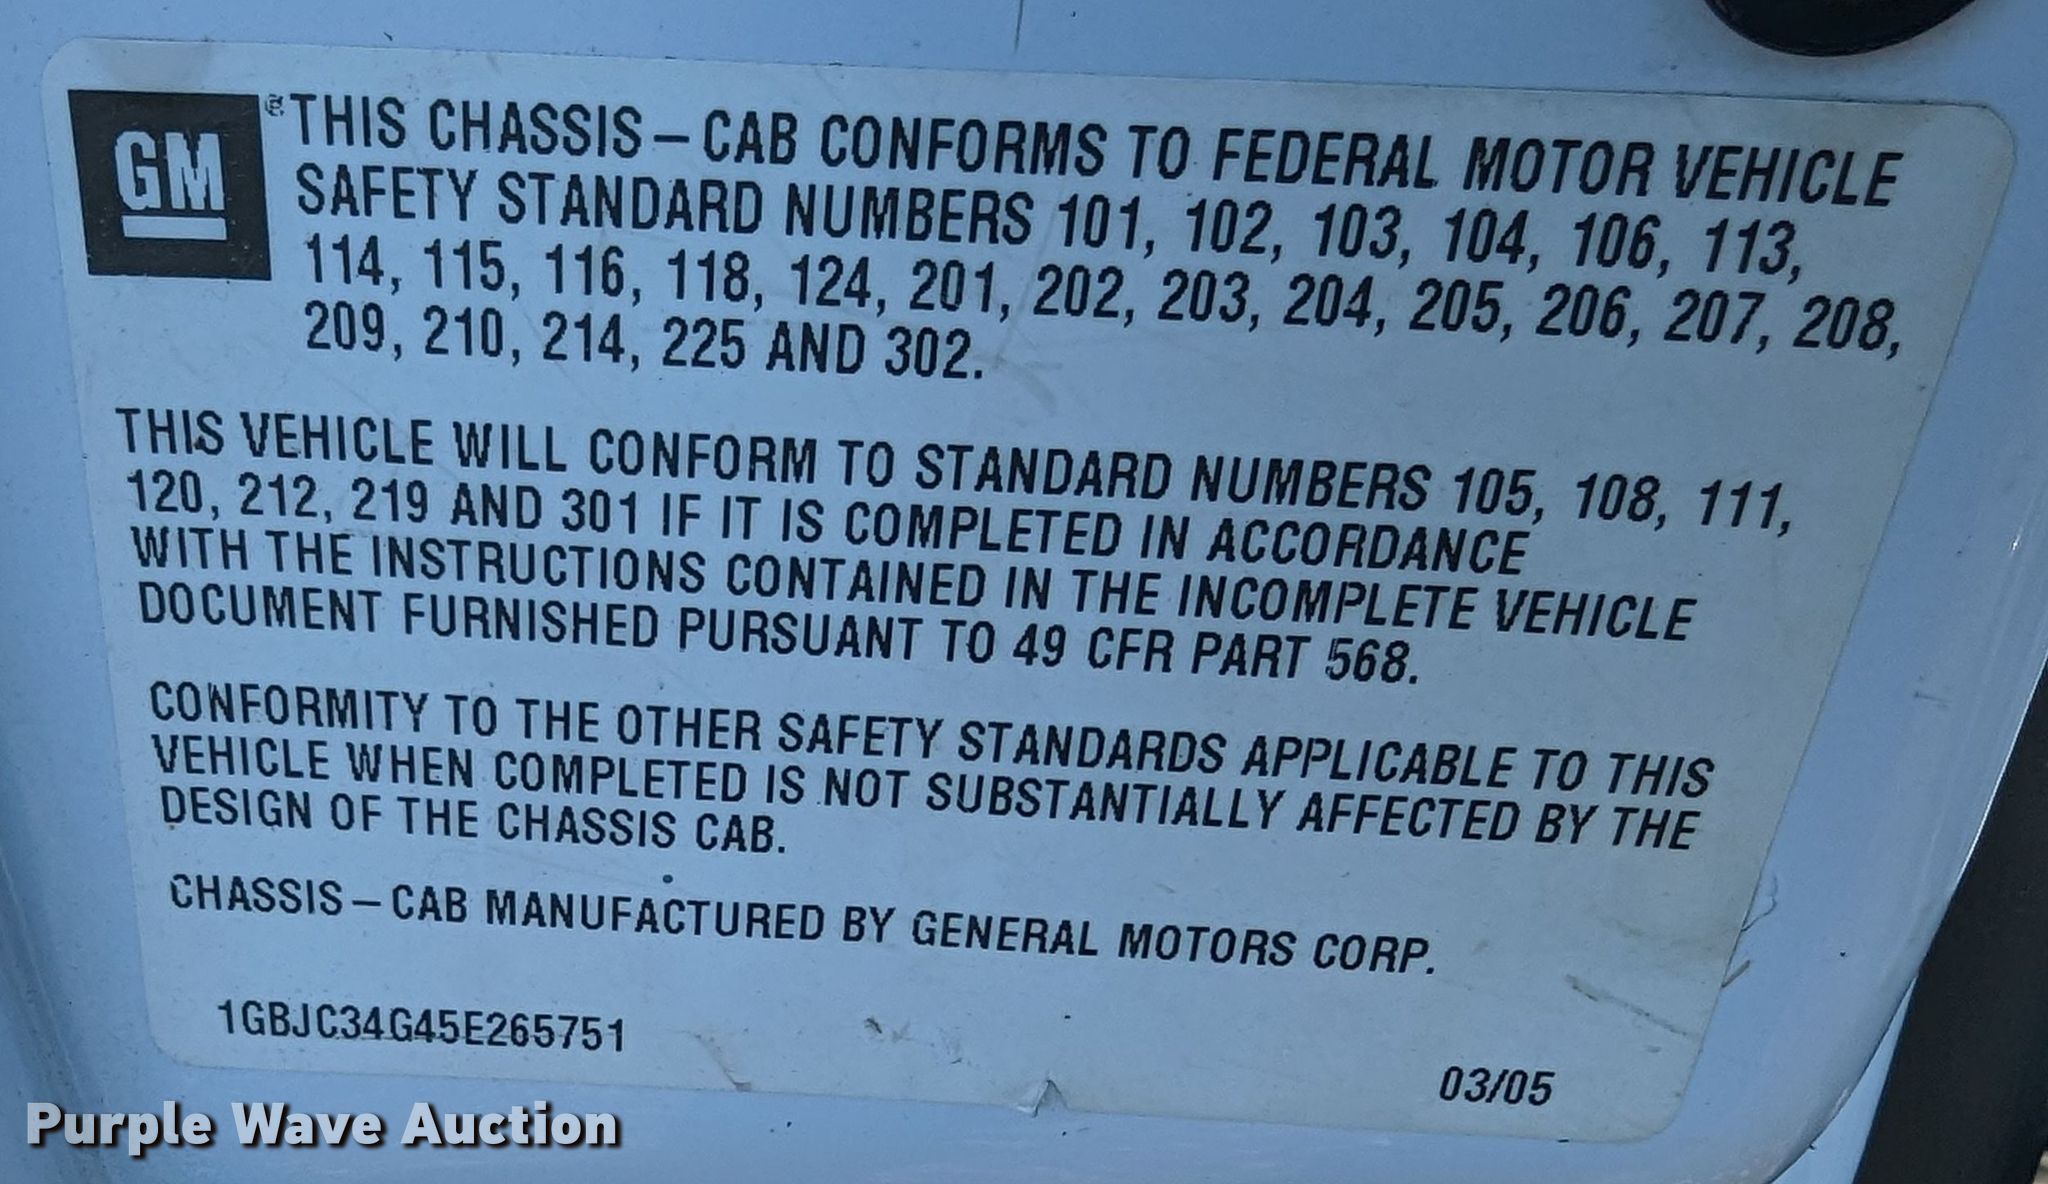 GM
® THIS CHASSIS – CAB CONFORMS TO FEDERAL MOTOR VEHICLE
SAFETY STANDARD NUMBERS 101, 102, 103, 104, 106, 113,
114, 115, 116, 118, 124, 201, 202, 203, 204, 205, 206, 207, 208,
209, 210, 214, 225 AND 302.
THIS VEHICLE WILL CONFORM TO STANDARD NUMBERS 105, 108, 111,
120, 212, 219 AND 301 IF IT IS COMPLETED IN ACCORDANCE
WITH THE INSTRUCTIONS CONTAINED IN THE INCOMPLETE VEHICLE
DOCUMENT FURNISHED PURSUANT TO 49 CFR PART 568.
CONFORMITY TO THE OTHER SAFETY STANDARDS APPLICABLE TO THIS
VEHICLE WHEN COMPLETED IS NOT SUBSTANTIALLY AFFECTED BY THE
DESIGN OF THE CHASSIS CAB.
CHASSIS – CAB MANUFACTURED BY GENERAL MOTORS CORP.
1GBJC34G45E265751
03/05
Purple Wave Auction